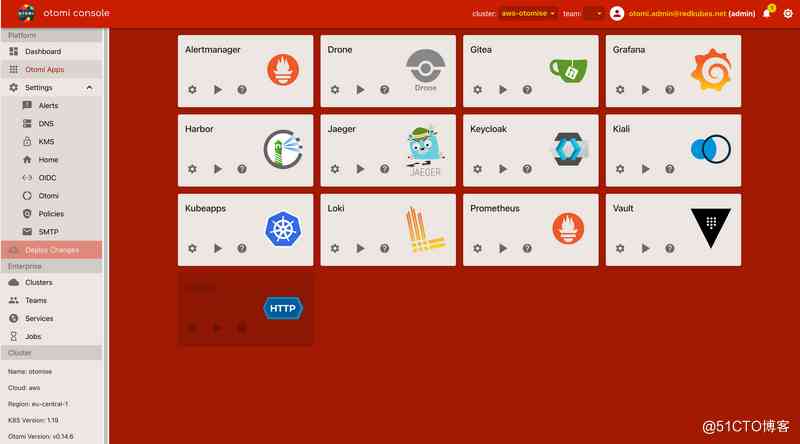 otomi console
cluster: aws-otomise team: otomi.admin@redkubes.net (admin) 1
Platform
Dashboard
Otomi Apps
Settings
Alerts
DNS
KMS
Home
OIDC
Otomi
Policies
SMTP
Deploy Changes
Enterprise
Clusters
Teams
Services
Jobs
Cluster
Name: otomise
Cloud: aws
Region: eu-central-1
K8S Version: 1.19
Otomi Version: v0.14.6
Alertmanager
Drone
Drone
Gitea
Grafana
Harbor
Jaeger
JAEGER
Keycloak
Kiali
Kubeapps
Loki
Prometheus
Vault
HTTP
@51CTO博客